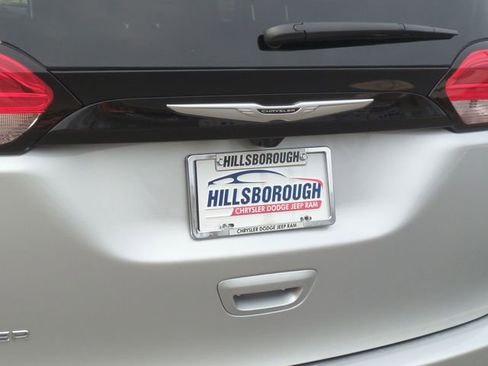 CHRYSLER
HILLSBOROUGH
HILLSBOROUGH
CHRYSLER DODGE JEEP RAM
CHRYSLER DODGE JEEP RAM